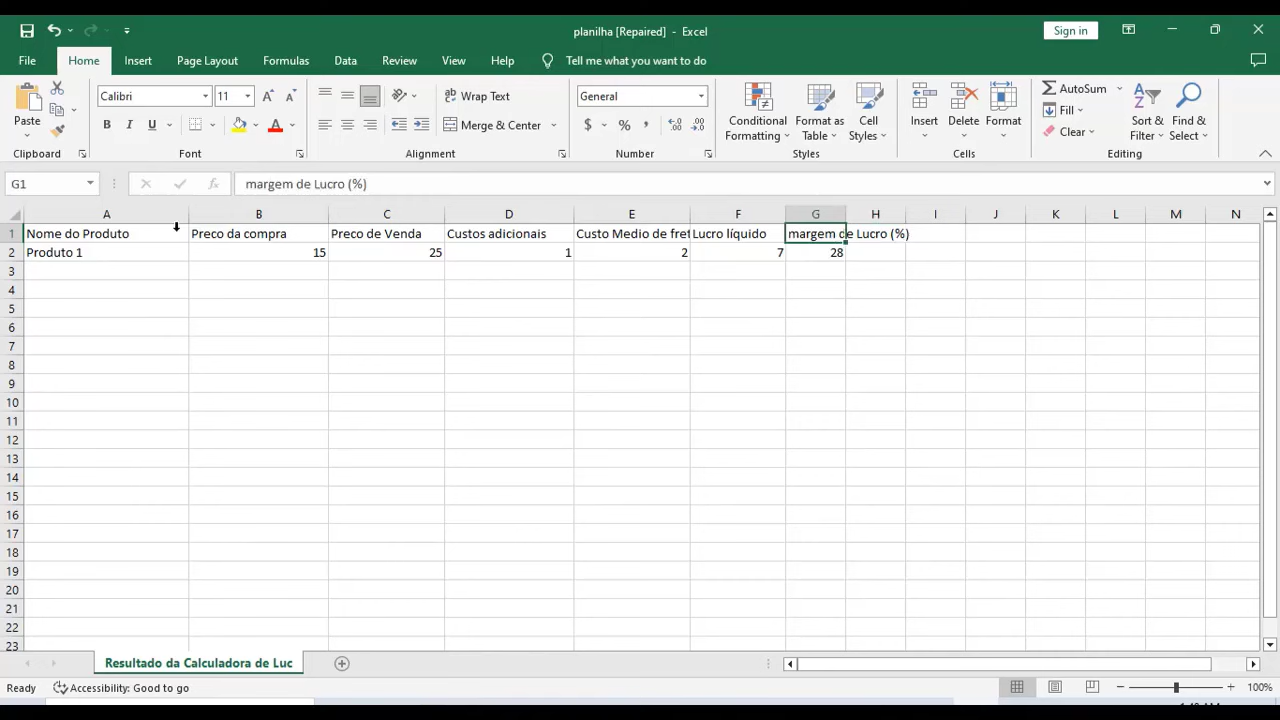 planilha [Repaired] - Excel
Sign in
File Home Insert Page Layout Formulas Data Review View Help Tell me what you want to do
Calibri 11 Wrap Text General AutoSum
Paste B I U A Merge & Center $ % , Conditional Formatting Format as Table Cell Styles Insert Delete Format Fill Clear Sort & Filter Find & Select
Clipboard Font Alignment Number Styles Cells Editing
G1 fx margem de Lucro (%)
A B C D E F G H I J K L M N
1 Nome do Produto Preco da compra Preco de Venda Custos adicionais Custo Medio de fret Lucro líquido margem de Lucro (%)
2 Produto 1 15 25 1 2 7 28
3
4
5
6
7
8
9
10
11
12
13
14
15
16
17
18
19
20
21
22
23
Resultado da Calculadora de Luc
Ready Accessibility: Good to go 100%